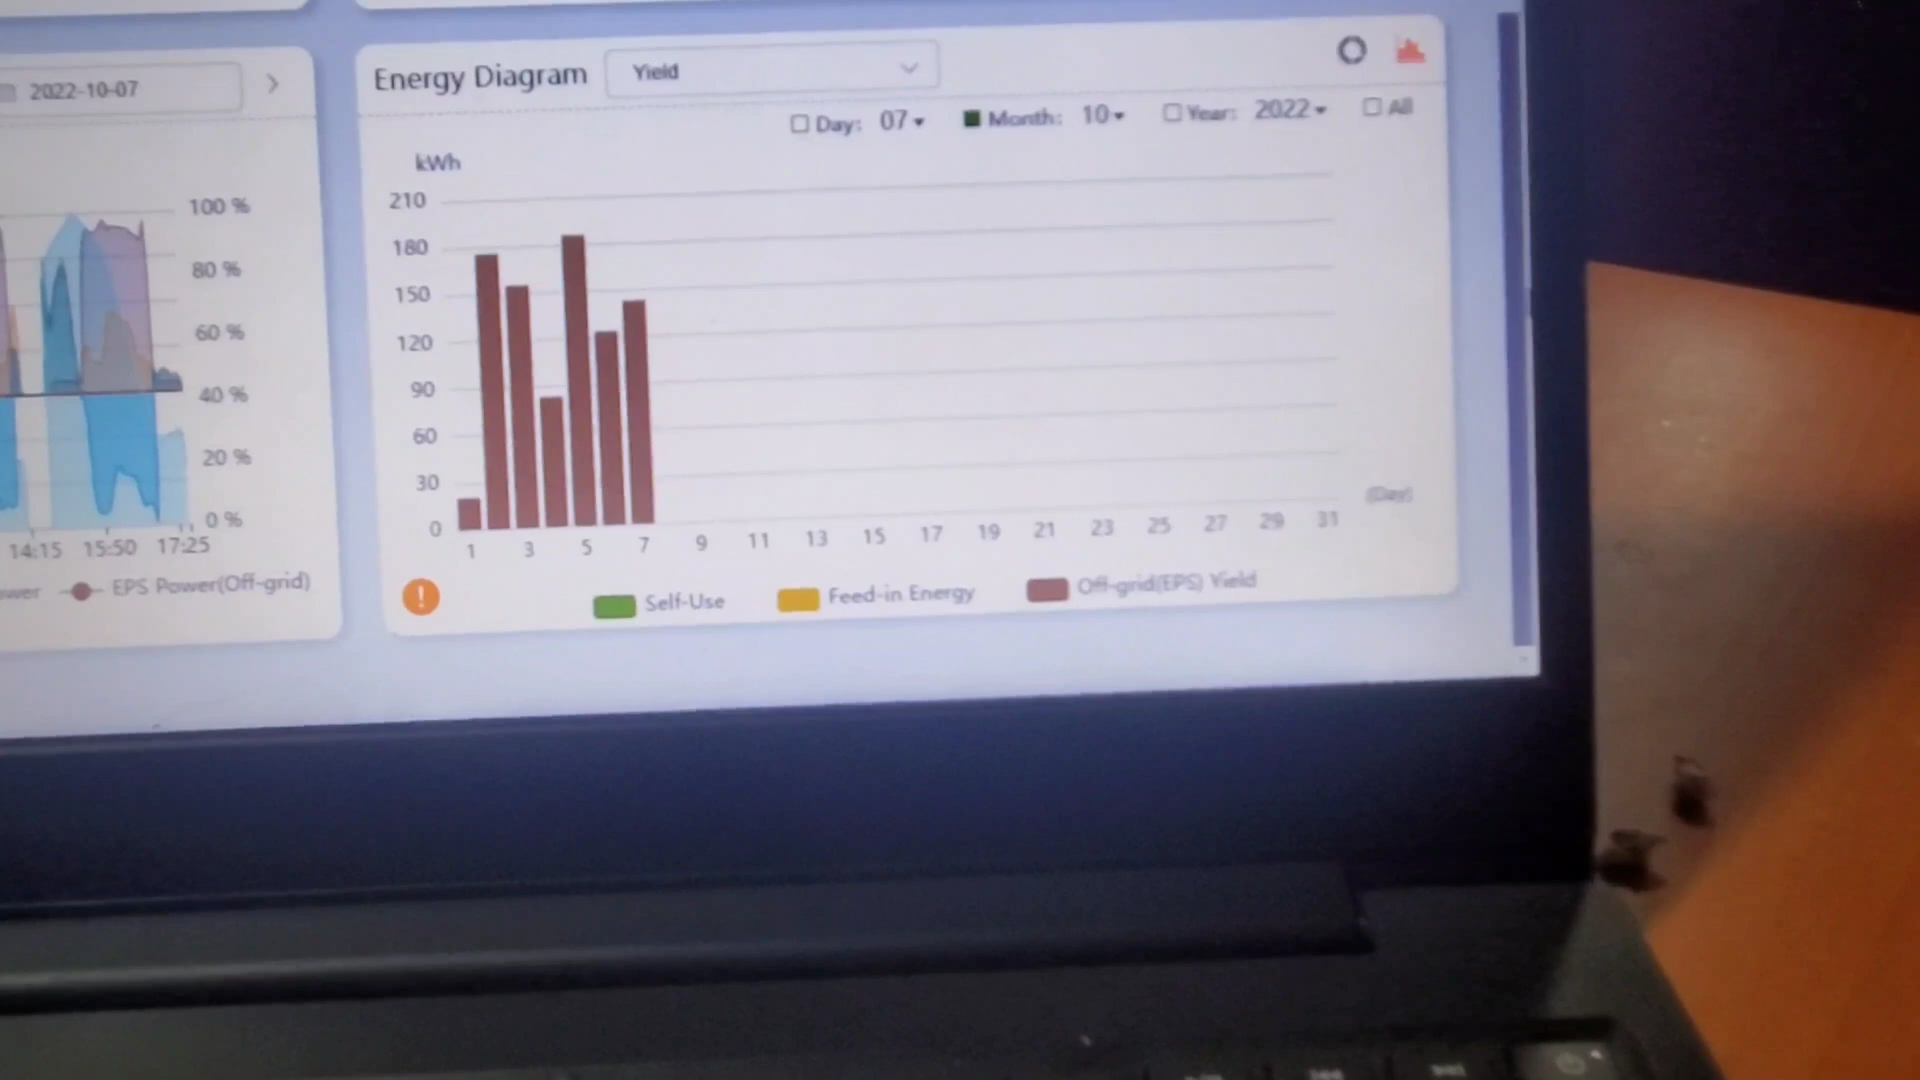 2022-10-07
100 %
80 %
60 %
40 %
20 %
0 %
14:15 15:50 17:25
EPS Power(Off-grid)
Energy Diagram Yield
Day: 07 Month: 10 Year: 2022 All
kWh
210
180
150
120
90
60
30
0
1 3 5 7 9 11 13 15 17 19 21 23 25 27 29 31
(Day)
! Self-Use Feed-in Energy Off-grid(EPS) Yield